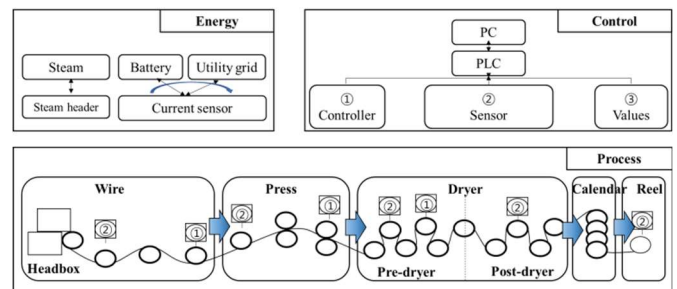 Energy
Steam
Battery
Utility grid
Steam header
Current sensor
Control
PC
PLC
①
Controller
②
Sensor
③
Values
Process
Wire
Press
Dryer
Calendar
Reel
②
①
②
①
②
①
②
②
Headbox
Pre-dryer
Post-dryer